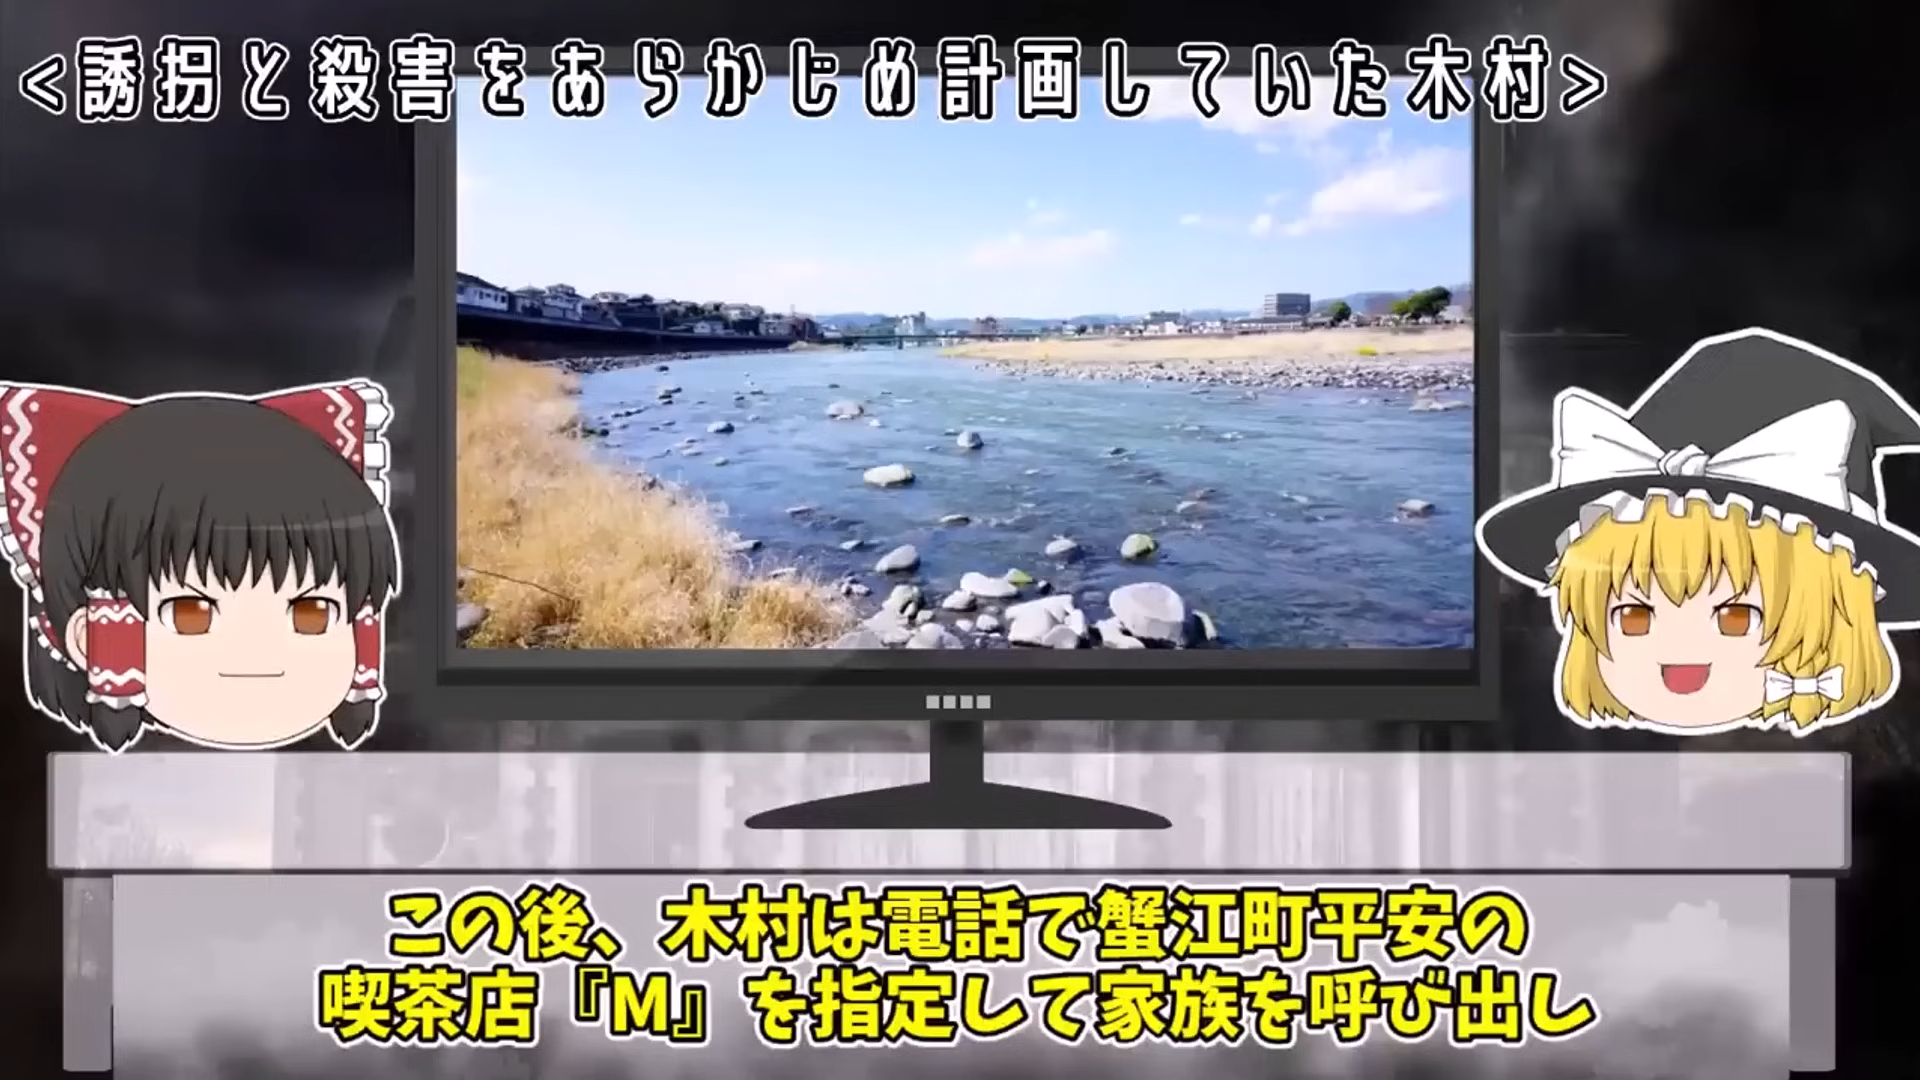 <誘拐と殺害をあらかじめ計画していた木村>
この後、木村は電話で蟹江町平安の
喫茶店『M』を指定して家族を呼び出し